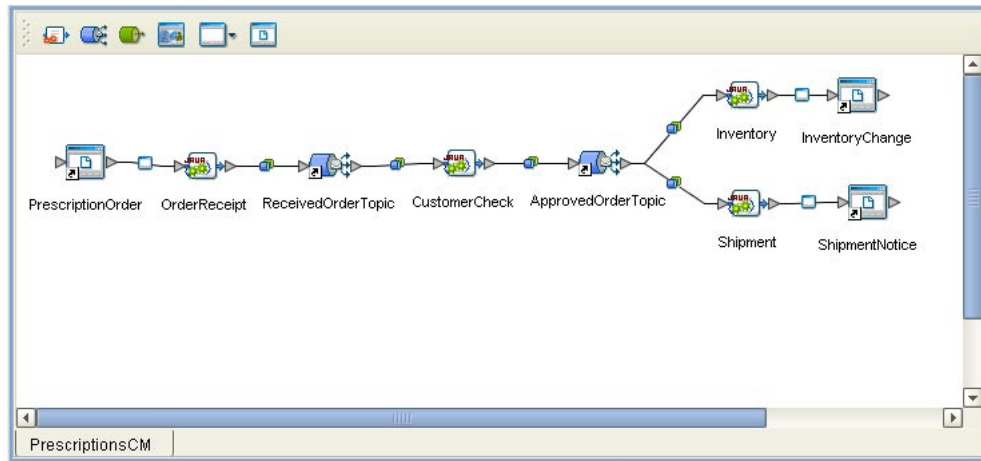 Inventory
InventoryChange
PrescriptionOrder
OrderReceipt
ReceivedOrderTopic
CustomerCheck
ApprovedOrderTopic
Shipment
ShipmentNotice
PrescriptionsCM